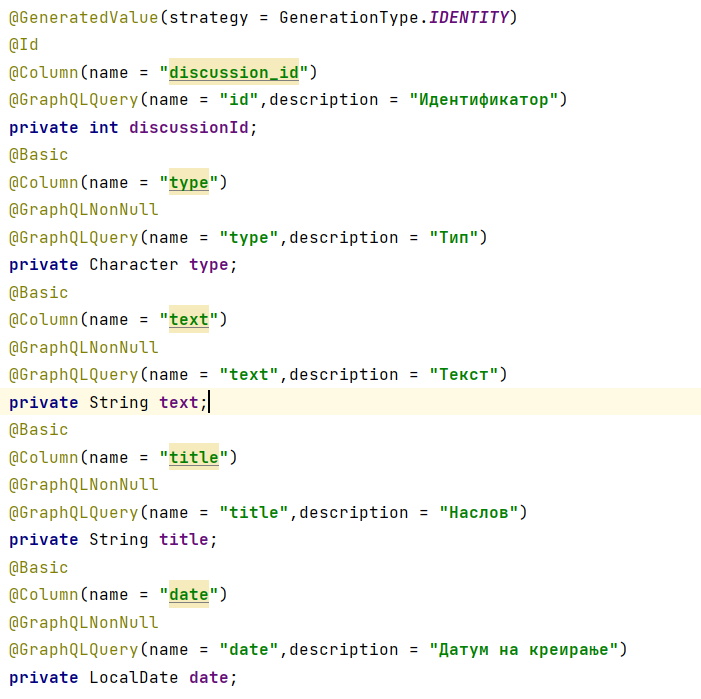 @GeneratedValue(strategy = GenerationType.IDENTITY)
@Id
@Column(name = "discussion_id")
@GraphQLQuery(name = "id",description = "Идентификатор")
private int discussionId;
@Basic
@Column(name = "type")
@GraphQLNonNull
@GraphQLQuery(name = "type",description = "Тип")
private Character type;
@Basic
@Column(name = "text")
@GraphQLNonNull
@GraphQLQuery(name = "text",description = "Текст")
private String text;
@Basic
@Column(name = "title")
@GraphQLNonNull
@GraphQLQuery(name = "title",description = "Наслов")
private String title;
@Basic
@Column(name = "date")
@GraphQLNonNull
@GraphQLQuery(name = "date",description = "Датум на креирање")
private LocalDate date;